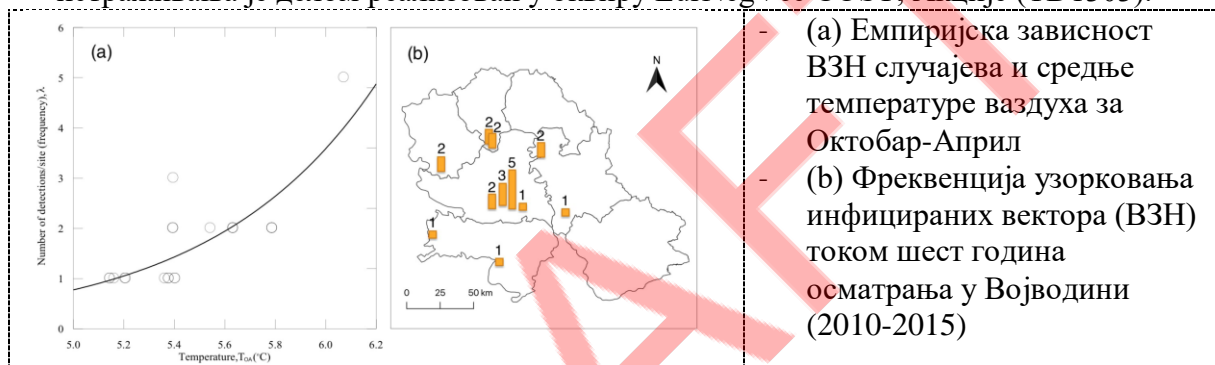 (a)
Number of detections/site (frequency), λ
6
5
4
3
2
1
0
5.0 5.2 5.4 5.6 5.8 6.0 6.2
Temperature, TOA(°C)
(b)
N
2
2
2
2
5
3
2
1
1
1
1
0 25 50 km
- (a) Емпиријска зависност
ВЗН случајева и средње
температуре ваздуха за
Октобар-Април
- (b) Фреквенција узорковања
инфицираних вектора (ВЗН)
током шест година
осматрања у Војводини
(2010-2015)